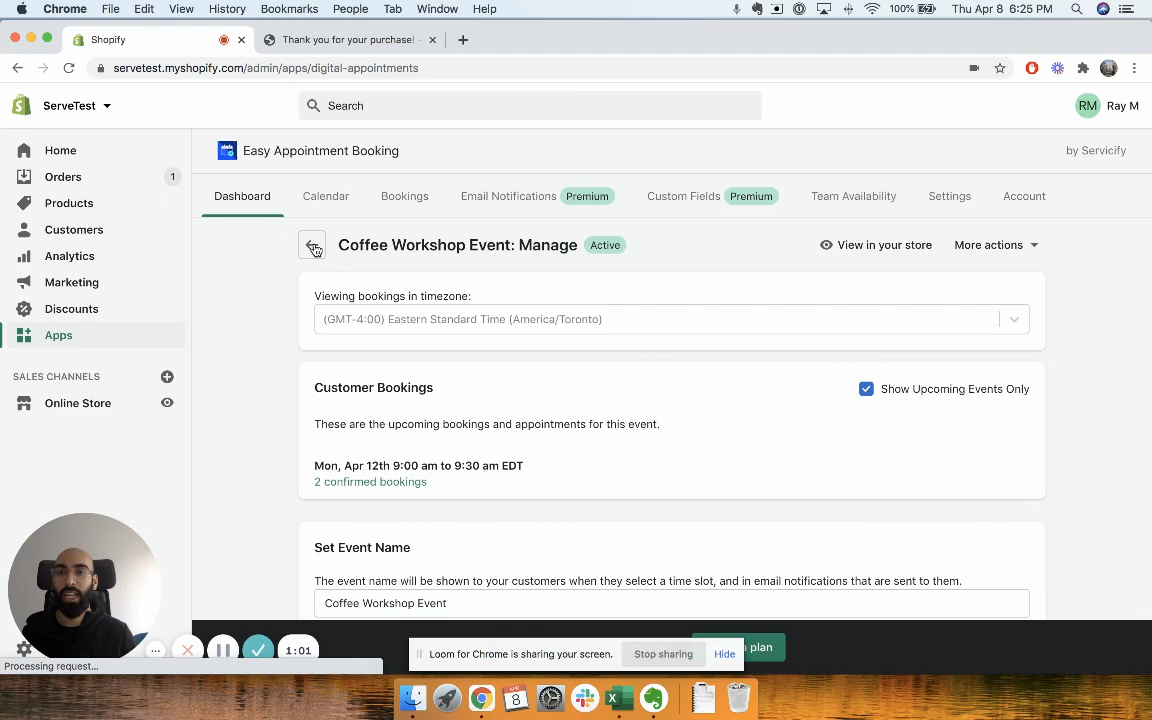 Chrome File Edit View History Bookmarks People Tab Window Help 100% Thu Apr 8 6:25 PM
Shopify
Thank you for your purchase! -
servetest.myshopify.com/admin/apps/digital-appointments
ServeTest
Search
RM Ray M
Home
Orders 1
Products
Customers
Analytics
Marketing
Discounts
Apps
SALES CHANNELS
Online Store
Easy Appointment Booking
by Servicify
Dashboard Calendar Bookings Email Notifications Premium Custom Fields Premium Team Availability Settings Account
Coffee Workshop Event: Manage Active
View in your store More actions
Viewing bookings in timezone:
(GMT-4:00) Eastern Standard Time (America/Toronto)
Customer Bookings
Show Upcoming Events Only
These are the upcoming bookings and appointments for this event.
Mon, Apr 12th 9:00 am to 9:30 am EDT
2 confirmed bookings
Set Event Name
The event name will be shown to your customers when they select a time slot, and in email notifications that are sent to them.
Coffee Workshop Event
1:01
Loom for Chrome is sharing your screen. Stop sharing Hide
plan
Processing request...
APR
8